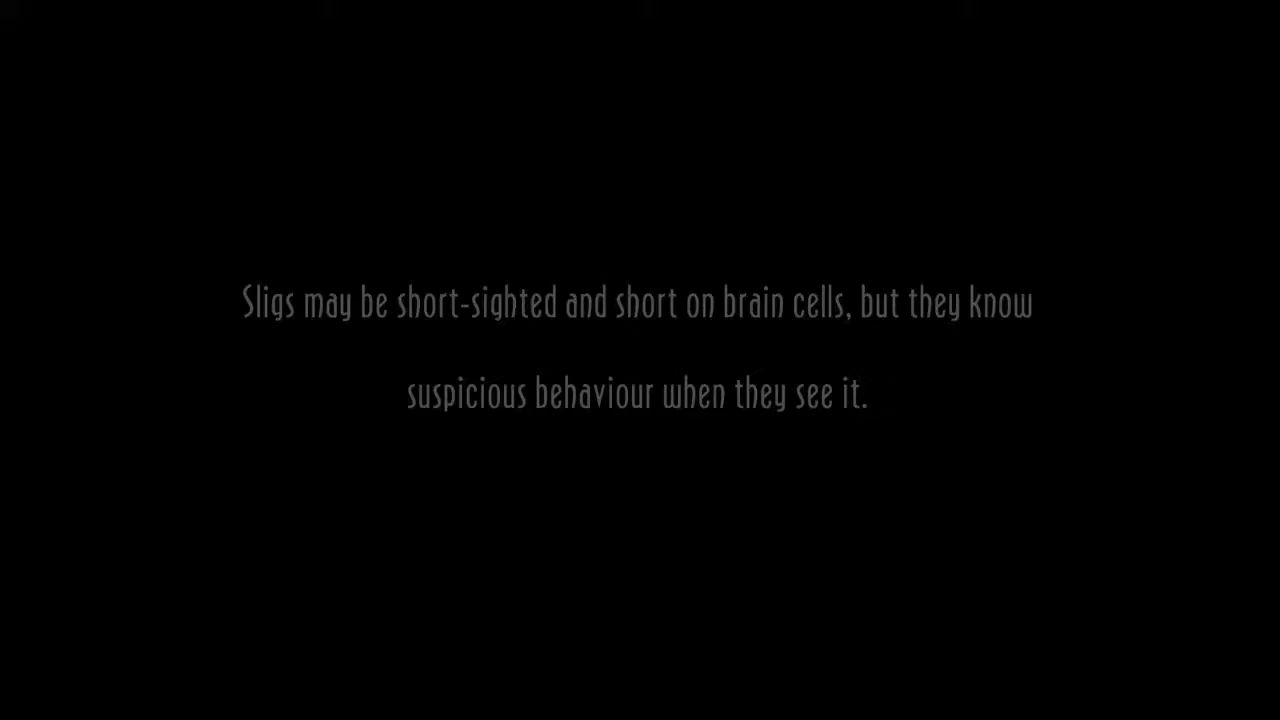 Sligs may be short-sighted and short on brain cells, but they know
suspicious behaviour when they see it.